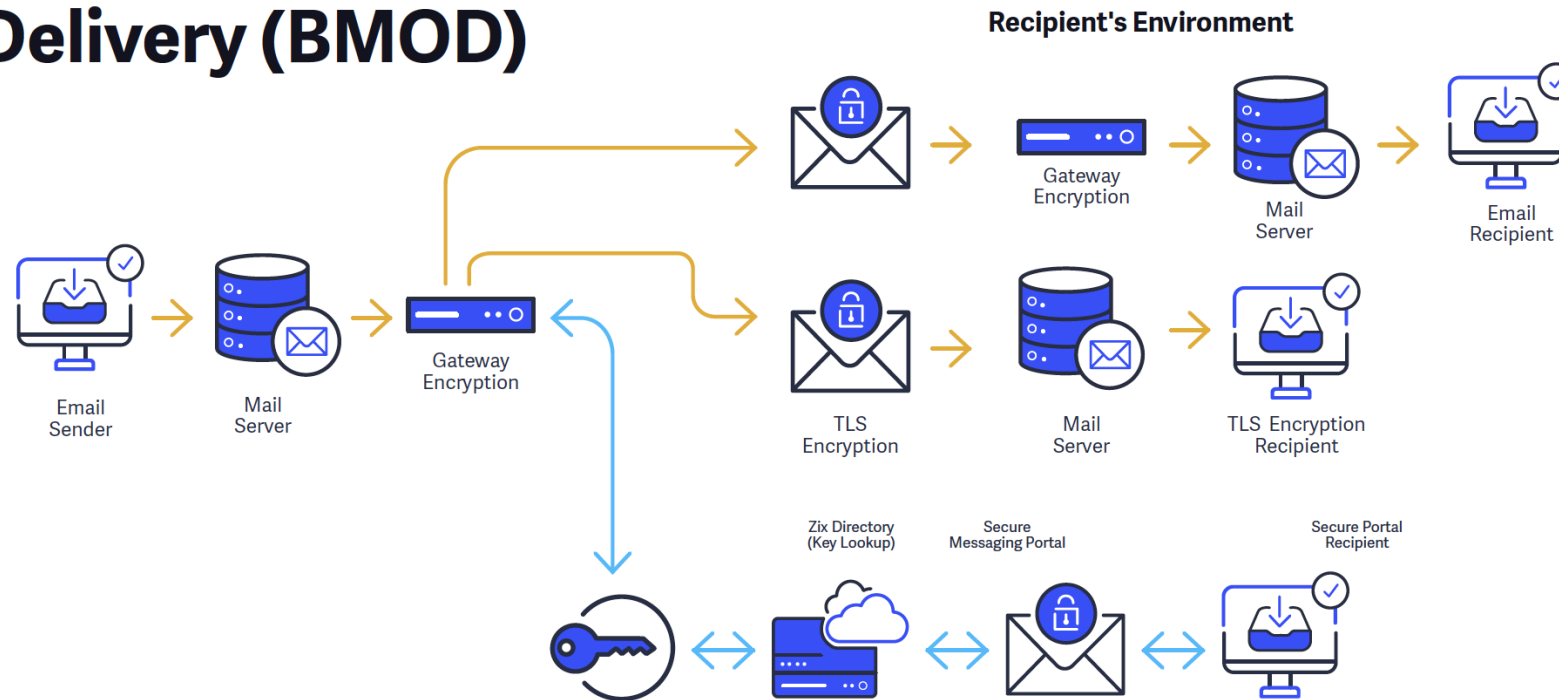 Delivery (BMOD)
Recipient's Environment
Gateway
Encryption
Mail
Server
Email
Recipient
Email
Sender
Mail
Server
Gateway
Encryption
TLS
Encryption
Mail
Server
TLS Encryption
Recipient
Zix Directory
(Key Lookup)
Secure
Messaging Portal
Secure Portal
Recipient